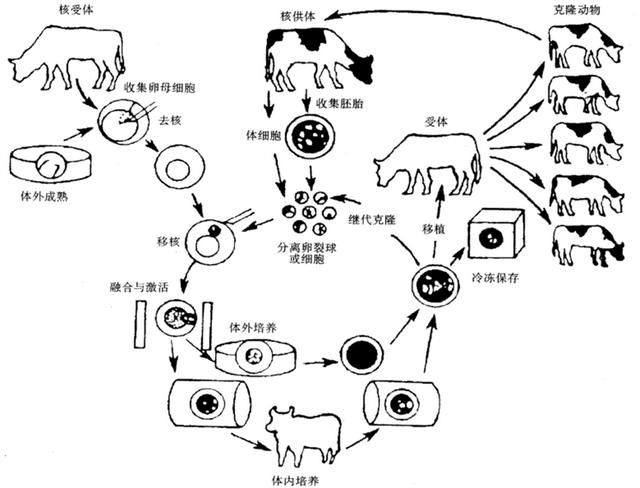 核受体
核供体
克隆动物
收集卵母细胞
去核
体外成熟
收集胚胎
体细胞
受体
移核
分离卵裂球
或细胞
继代克隆
移植
冷冻保存
融合与激活
体外培养
体内培养